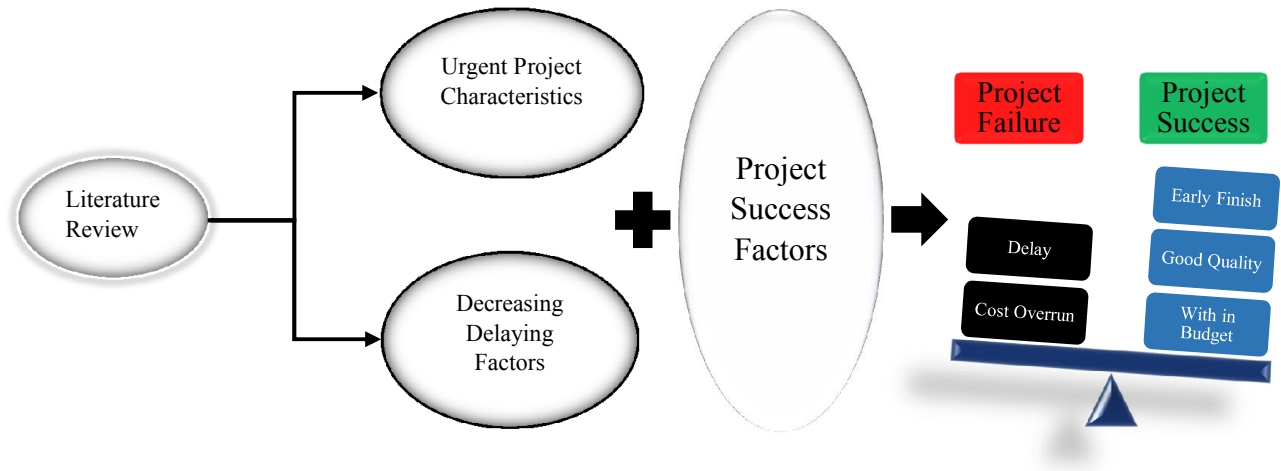 Literature
Review
Urgent Project
Characteristics
Decreasing
Delaying
Factors
Project
Success
Factors
Project
Failure
Delay
Cost Overrun
Project
Success
Early Finish
Good Quality
With in
Budget